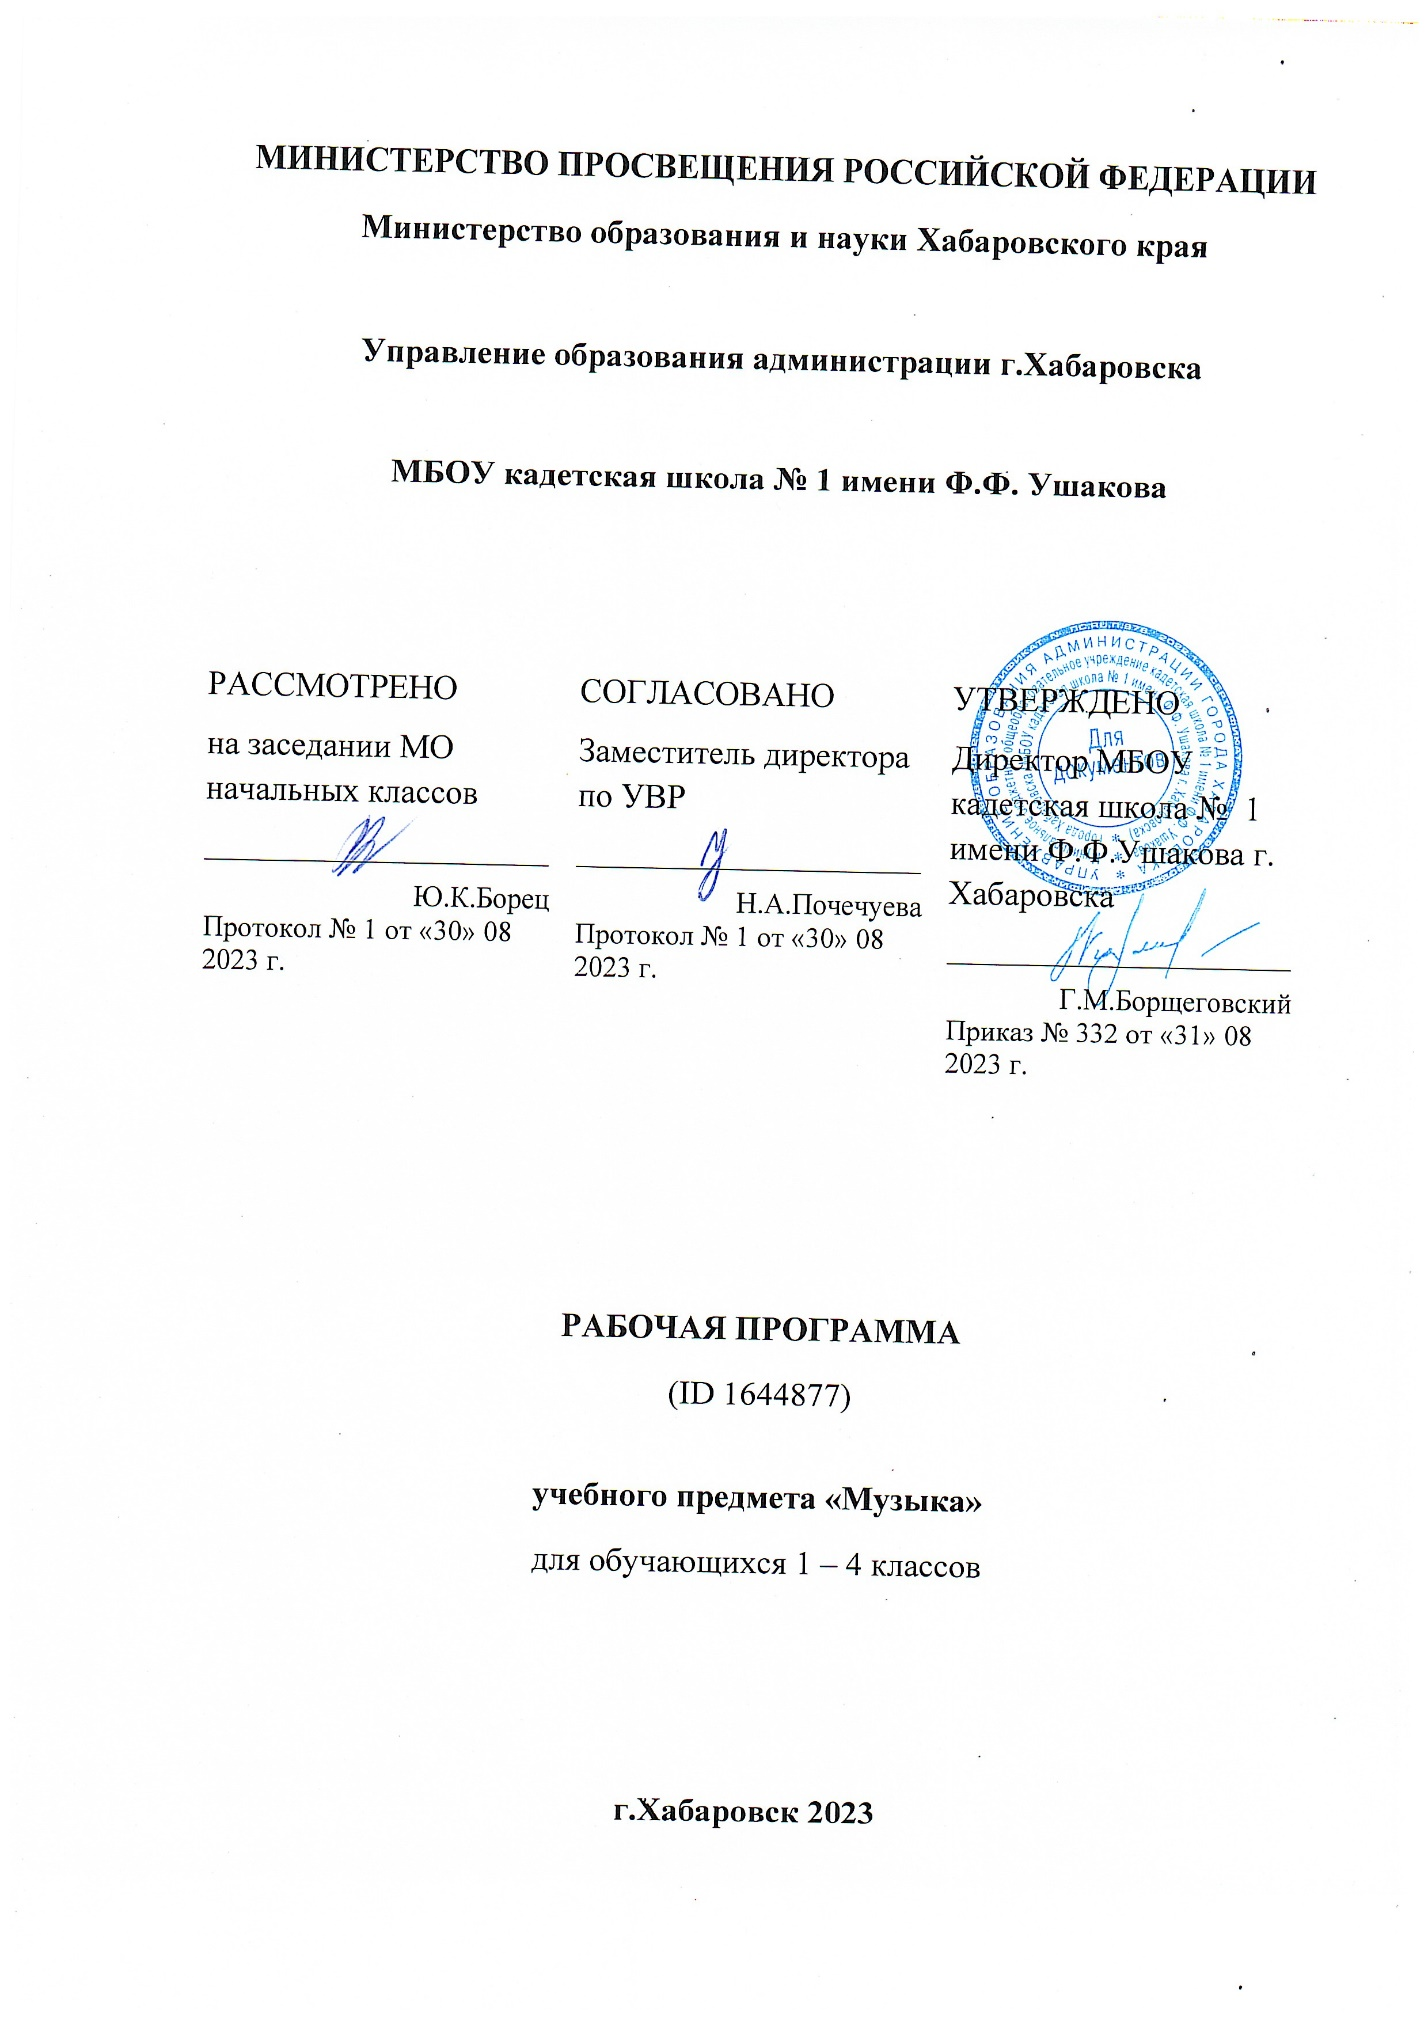 МИНИСТЕРСТВО ПРОСВЕЩЕНИЯ РОССИЙСКОЙ ФЕДЕРАЦИИ
Министерство образования и науки Хабаровского края
Управление образования администрации г.Хабаровска
МБОУ кадетская школа № 1 имени Ф.Ф. Ушакова
РАССМОТРЕНО
на заседании МО
начальных классов
Ю.К.Борец
Протокол № 1 от «30» 08
2023 г.
СОГЛАСОВАНО
Заместитель директора
по УВР
Н.А.Почечуева
Протокол № 1 от «30» 08
2023 г.
УТВЕРЖДЕНО
Директор МБОУ
кадетская школа № 1
имени Ф.Ф.Ушакова г.
Хабаровска
Г.М.Борщеговский
Приказ № 332 от «31» 08
2023 г.
Для
документов
РАБОЧАЯ ПРОГРАММА
(ID 1644877)
учебного предмета «Музыка»
для обучающихся 1 – 4 классов
г.Хабаровск 2023